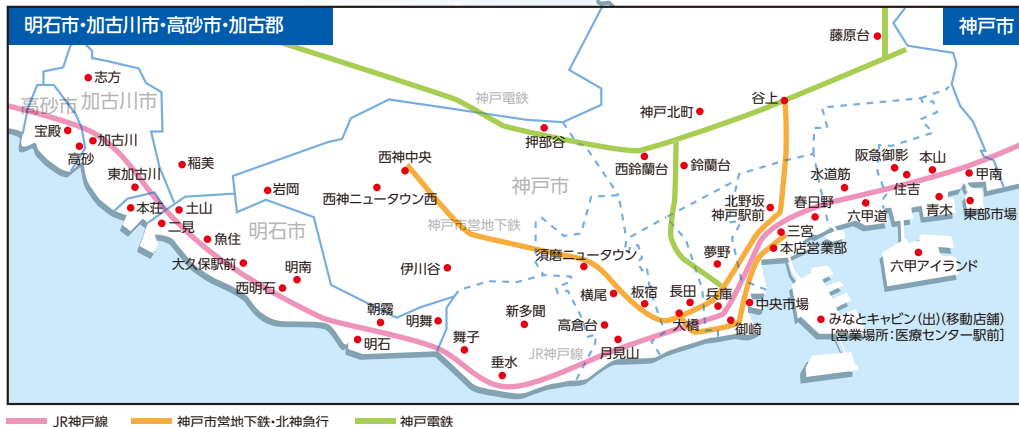 明石市・加古川市・高砂市・加古郡
神戸市
藤原台
志方
高砂市
加古川市
神戸電鉄
神戸北町
谷上
宝殿
加古川
高砂
押部谷
西鈴蘭台
鈴蘭台
阪急御影
本山
稲美
西神中央
神戸市
水道筋
住吉
甲南
東加古川
岩岡
西神ニュータウン西
北野坂
神戸駅前
春日野
六甲道
青木
東部市場
本荘
土山
二見
明石市
神戸市営地下鉄
三宮
魚住
本店営業部
須磨ニュータウン
夢野
六甲アイランド
大久保駅前
伊川谷
西明石
明南
横尾
板宿
長田
兵庫
中央市場
朝霧
明舞
新多聞
高倉台
大橋
御崎
みなとキャビン(出)(移動店舗)
[営業場所:医療センター駅前]
明石
舞子
JR神戸線
月見山
垂水
JR神戸線
神戸市営地下鉄・北神急行
神戸電鉄